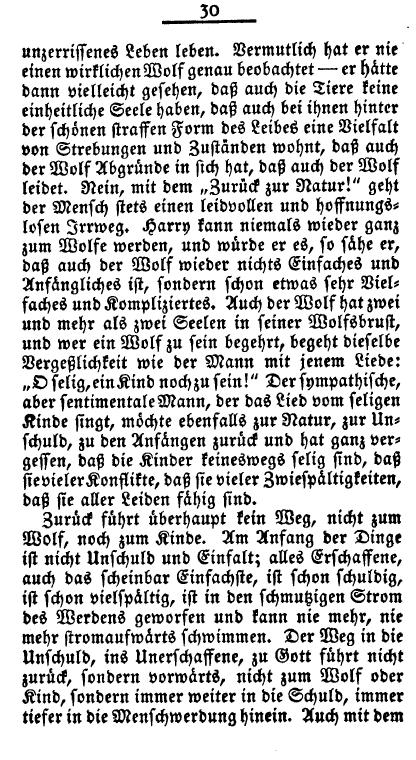 30
unzerrissenes Leben leben. Vermutlich hat er nie
einen wirklichen Wolf genau beobachtet — er hätte
dann vielleicht gesehen, daß auch die Tiere keine
einheitliche Seele haben, daß auch bei ihnen hinter
der schönen straffen Form des Leibes eine Vielfalt
von Strebungen und Zuständen wohnt, daß auch
der Wolf Abgründe in sich hat, daß auch der Wolf
leidet. Nein, mit dem „Zurück zur Natur!“ geht
der Mensch stets einen leidvollen und hoffnungs-
losen Irrweg. Harry kann niemals wieder ganz
zum Wolfe werden, und würde er es, so sähe er,
daß auch der Wolf wieder nichts Einfaches und
Anfängliches ist, sondern schon etwas sehr Viel-
faches und Kompliziertes. Auch der Wolf hat zwei
und mehr als zwei Seelen in seiner Wolfsbrust,
und wer ein Wolf zu sein begehrt, begeht dieselbe
Vergeßlichkeit wie der Mann mit jenem Liede:
„O selig, ein Kind noch zu sein!“ Der sympathische,
aber sentimentale Mann, der das Lied vom seligen
Kinde singt, möchte ebenfalls zur Natur, zur Un-
schuld, zu den Anfängen zurück und hat ganz ver-
gessen, daß die Kinder keineswegs selig sind, daß
sie vieler Konflikte, daß sie vieler Zwiespältigkeiten,
daß sie aller Leiden fähig sind.
Zurück führt überhaupt kein Weg, nicht zum
Wolf, noch zum Kinde. Am Anfang der Dinge
ist nicht Unschuld und Einfalt; alles Erschaffene,
auch das scheinbar Einfachste, ist schon schuldig,
ist schon vielspältig, ist in den schmutzigen Strom
des Werdens geworfen und kann nie mehr, nie
mehr stromaufwärts schwimmen. Der Weg in die
Unschuld, ins Unerschaffene, zu Gott führt nicht
zurück, sondern vorwärts, nicht zum Wolf oder
Kind, sondern immer weiter in die Schuld, immer
tiefer in die Menschwerdung hinein. Auch mit dem